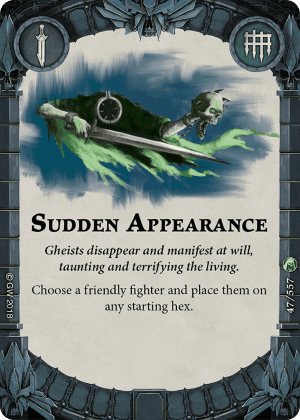 SUDDEN APPEARANCE
Gheists disappear and manifest at will,
taunting and terrifying the living.
Choose a friendly fighter and place them on
any starting hex.
© GW 2018
47/557